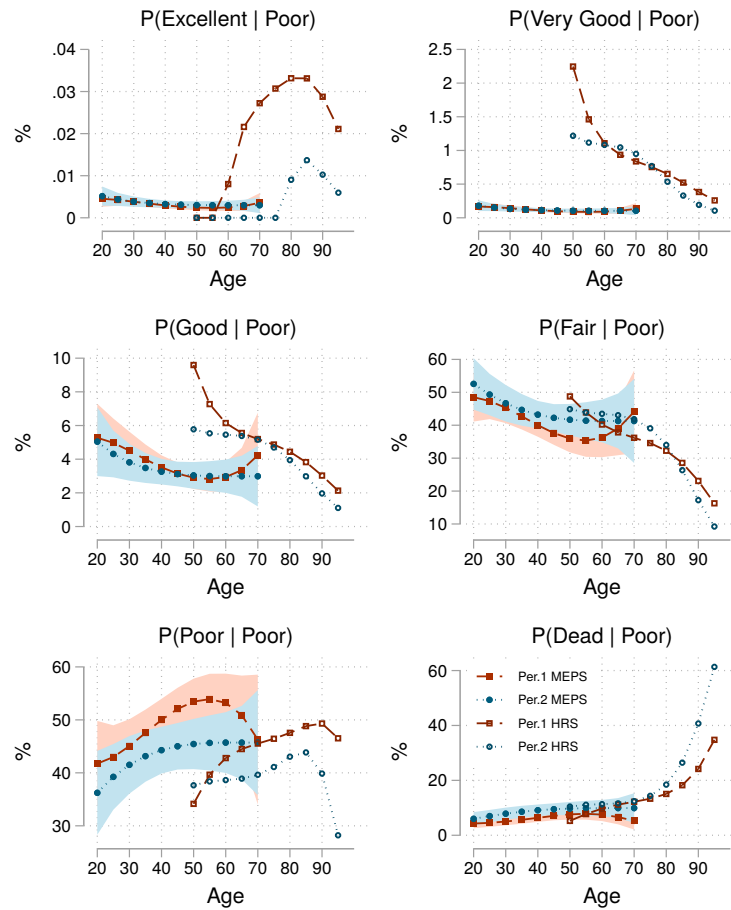 P(Excellent | Poor)
P(Very Good | Poor)
.04
.03
.02
.01
0
%
20 30 40 50 60 70 80 90
Age
2.5
2
1.5
1
.5
0
%
20 30 40 50 60 70 80 90
Age
P(Good | Poor)
P(Fair | Poor)
10
8
6
4
2
0
%
20 30 40 50 60 70 80 90
Age
60
50
40
30
20
10
%
20 30 40 50 60 70 80 90
Age
P(Poor | Poor)
P(Dead | Poor)
60
50
40
30
%
20 30 40 50 60 70 80 90
Age
60
40
20
0
%
Per.1 MEPS
Per.2 MEPS
Per.1 HRS
Per.2 HRS
20 30 40 50 60 70 80 90
Age